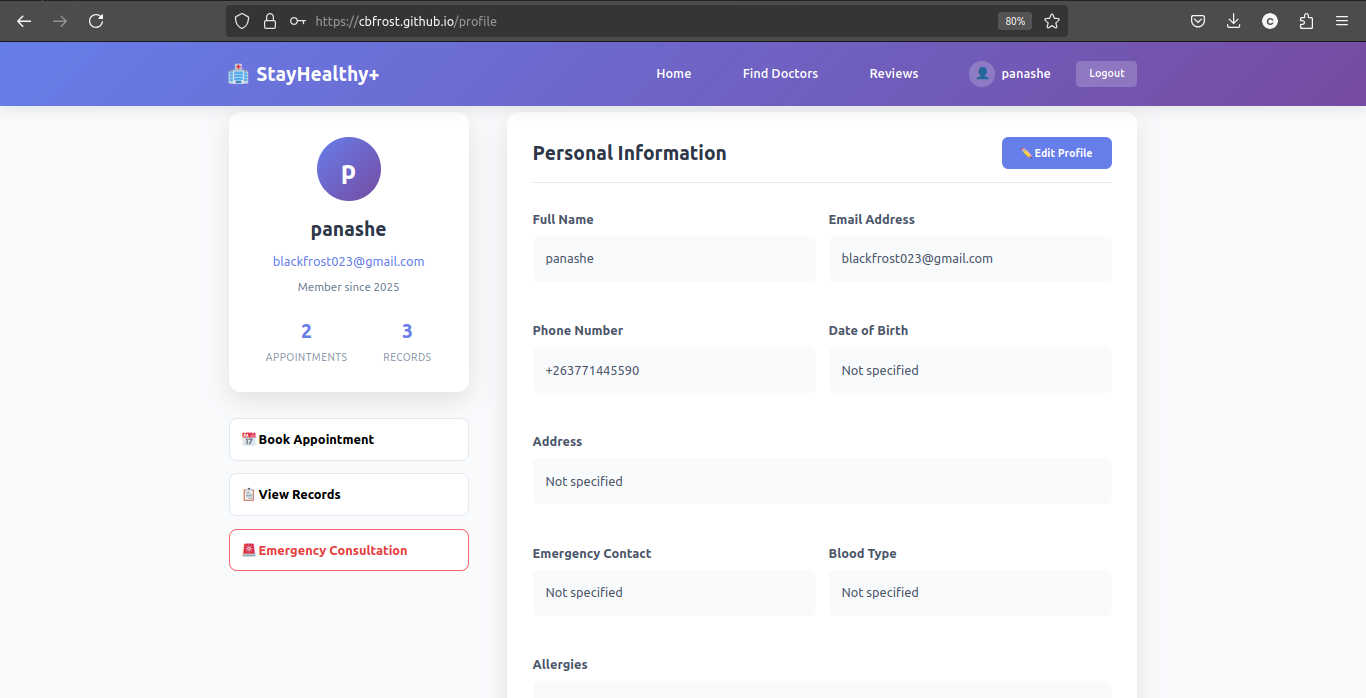 https://cbfrost.github.io/profile
80%
C
StayHealthy+
Home
Find Doctors
Reviews
panashe
Logout
p
panashe
blackfrost023@gmail.com
Member since 2025
2
3
APPOINTMENTS
RECORDS
Book Appointment
View Records
Emergency Consultation
Personal Information
Edit Profile
Full Name
Email Address
panashe
blackfrost023@gmail.com
Phone Number
Date of Birth
+263771445590
Not specified
Address
Not specified
Emergency Contact
Blood Type
Not specified
Not specified
Allergies